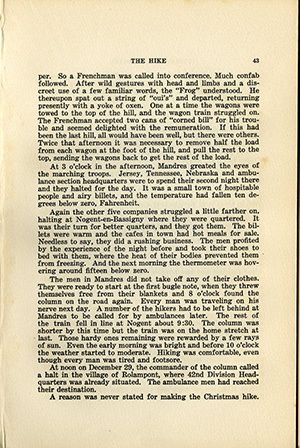 THE HIKE 43
per. So a Frenchman was called into conference. Much confab
followed. After wild gestures with head and limbs and a dis-
creet use of a few familiar words, the "Frog" understood. He
thereupon spat out a string of "oui's" and departed, returning
presently with a yoke of oxen. One at a time the wagons were
towed to the top of the hill, and the wagon train struggled on.
The Frenchman accepted two cans of "corned bill" for his trou-
ble and seemed delighted with the remuneration. If this had
been the last hill, all would have been well, but there were others.
Twice that afternoon it was necessary to remove half the load
from each wagon at the foot of the hill, and pull the rest to the
top, sending the wagons back to get the rest of the load.
At 3 o'clock in the afternoon, Mandres greated the eyes of
the marching troops. Jersey, Tennesee, Nebraska and ambu-
lance section headquarters were to spend their second night there
and they halted for the day. It was a small town of hospitable
people and airy billets, and the temperature had fallen ten de-
grees below zero, Fahrenheit.
Again the other five companies struggled a little farther on,
halting at Nogent-en-Bassigny where they were quartered. It
was their turn for better quarters, and they got them. The bil-
lets were warm and the cafes in town had hot meals for sale.
Needless to say, they did a rushing business. The men profited
by the experience of the night before and took their shoes to
bed with them, where the heat of their bodies prevented them
from freezing. And the next morning the thermometer was hov-
ering around fifteen below zero.
The men in Mandres did not take off any of their clothes.
They were ready to start at the first bugle note, when they threw
themselves free from their blankets and 8 o'clock found the
column on the road again. Every man was traveling on his
nerve next day. A number of the hikers had to be left behind at
Mandres to be called for by ambulances later. The rest of
the train fell in line at Nogent about 9:30. The column was
shorter by this time but the train was on the home stretch at
last. Those hardy ones remaining were rewarded by a few rays
of sun. Even the early morning was bright and before 10 o'clock
the weather started to moderate. Hiking was comfortable, even
though every man was tired and footsore.
At noon on December 29, the commander of the column called
a halt in the village of Rolampont, where 42nd Division Head-
quarters was already situated. The ambulance men had reached
their destination.
A reason was never stated for making the Christmas hike.